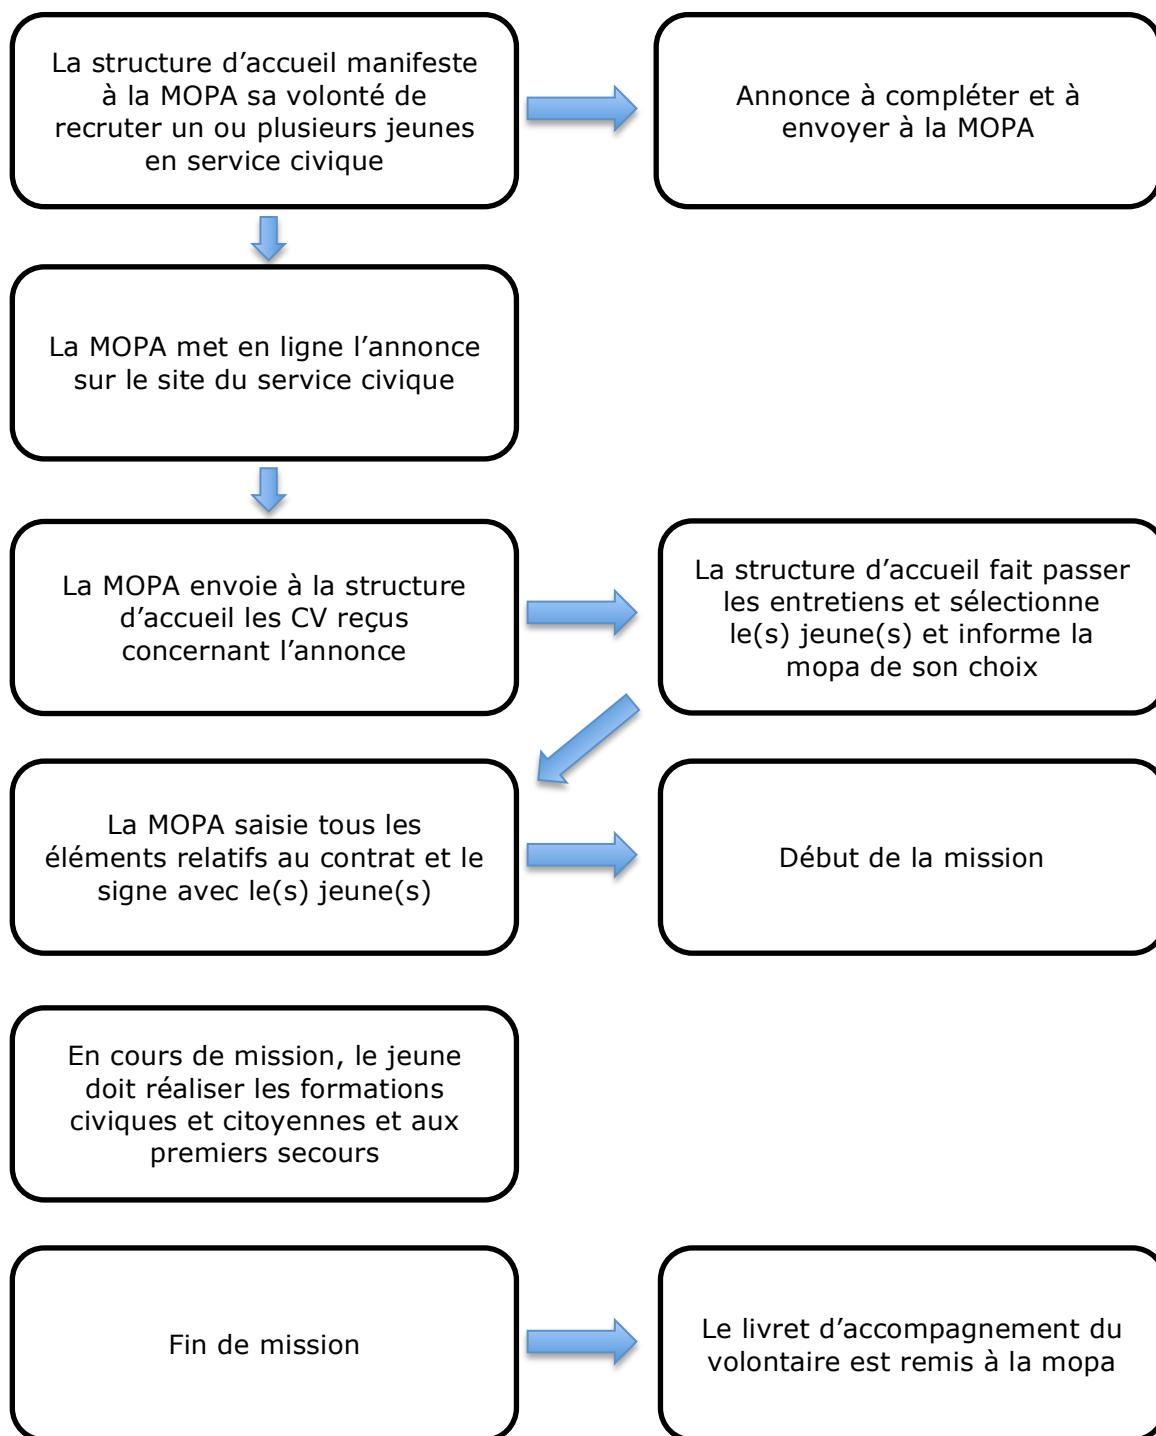 La structure d’accueil manifeste
à la MOPA sa volonté de
recruter un ou plusieurs jeunes
en service civique
Annonce à compléter et à
envoyer à la MOPA
La MOPA met en ligne l’annonce
sur le site du service civique
La MOPA envoie à la structure
d’accueil les CV reçus
concernant l’annonce
La structure d’accueil fait passer
les entretiens et sélectionne
le(s) jeune(s) et informe la
mopa de son choix
La MOPA saisie tous les
éléments relatifs au contrat et le
signe avec le(s) jeune(s)
Début de la mission
En cours de mission, le jeune
doit réaliser les formations
civiques et citoyennes et aux
premiers secours
Fin de mission
Le livret d’accompagnement du
volontaire est remis à la mopa